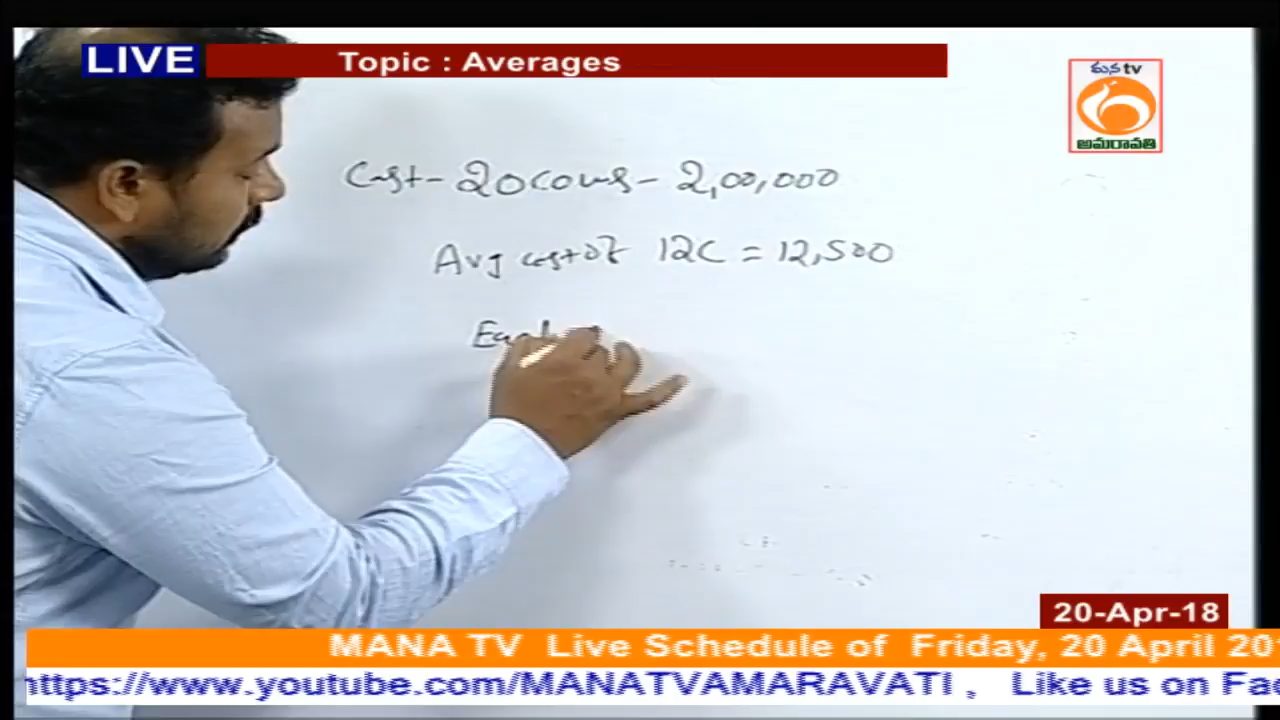 LIVE
Topic : Averages
మన tv
అమరావతి
Cost - 20 cows - 2,00,000
Avg cost of 12C = 12,500
20-Apr-18
MANA TV Live Schedule of Friday, 20 April 201
https://www.youtube.com/MANATVAMARAVATI , Like us on Fac